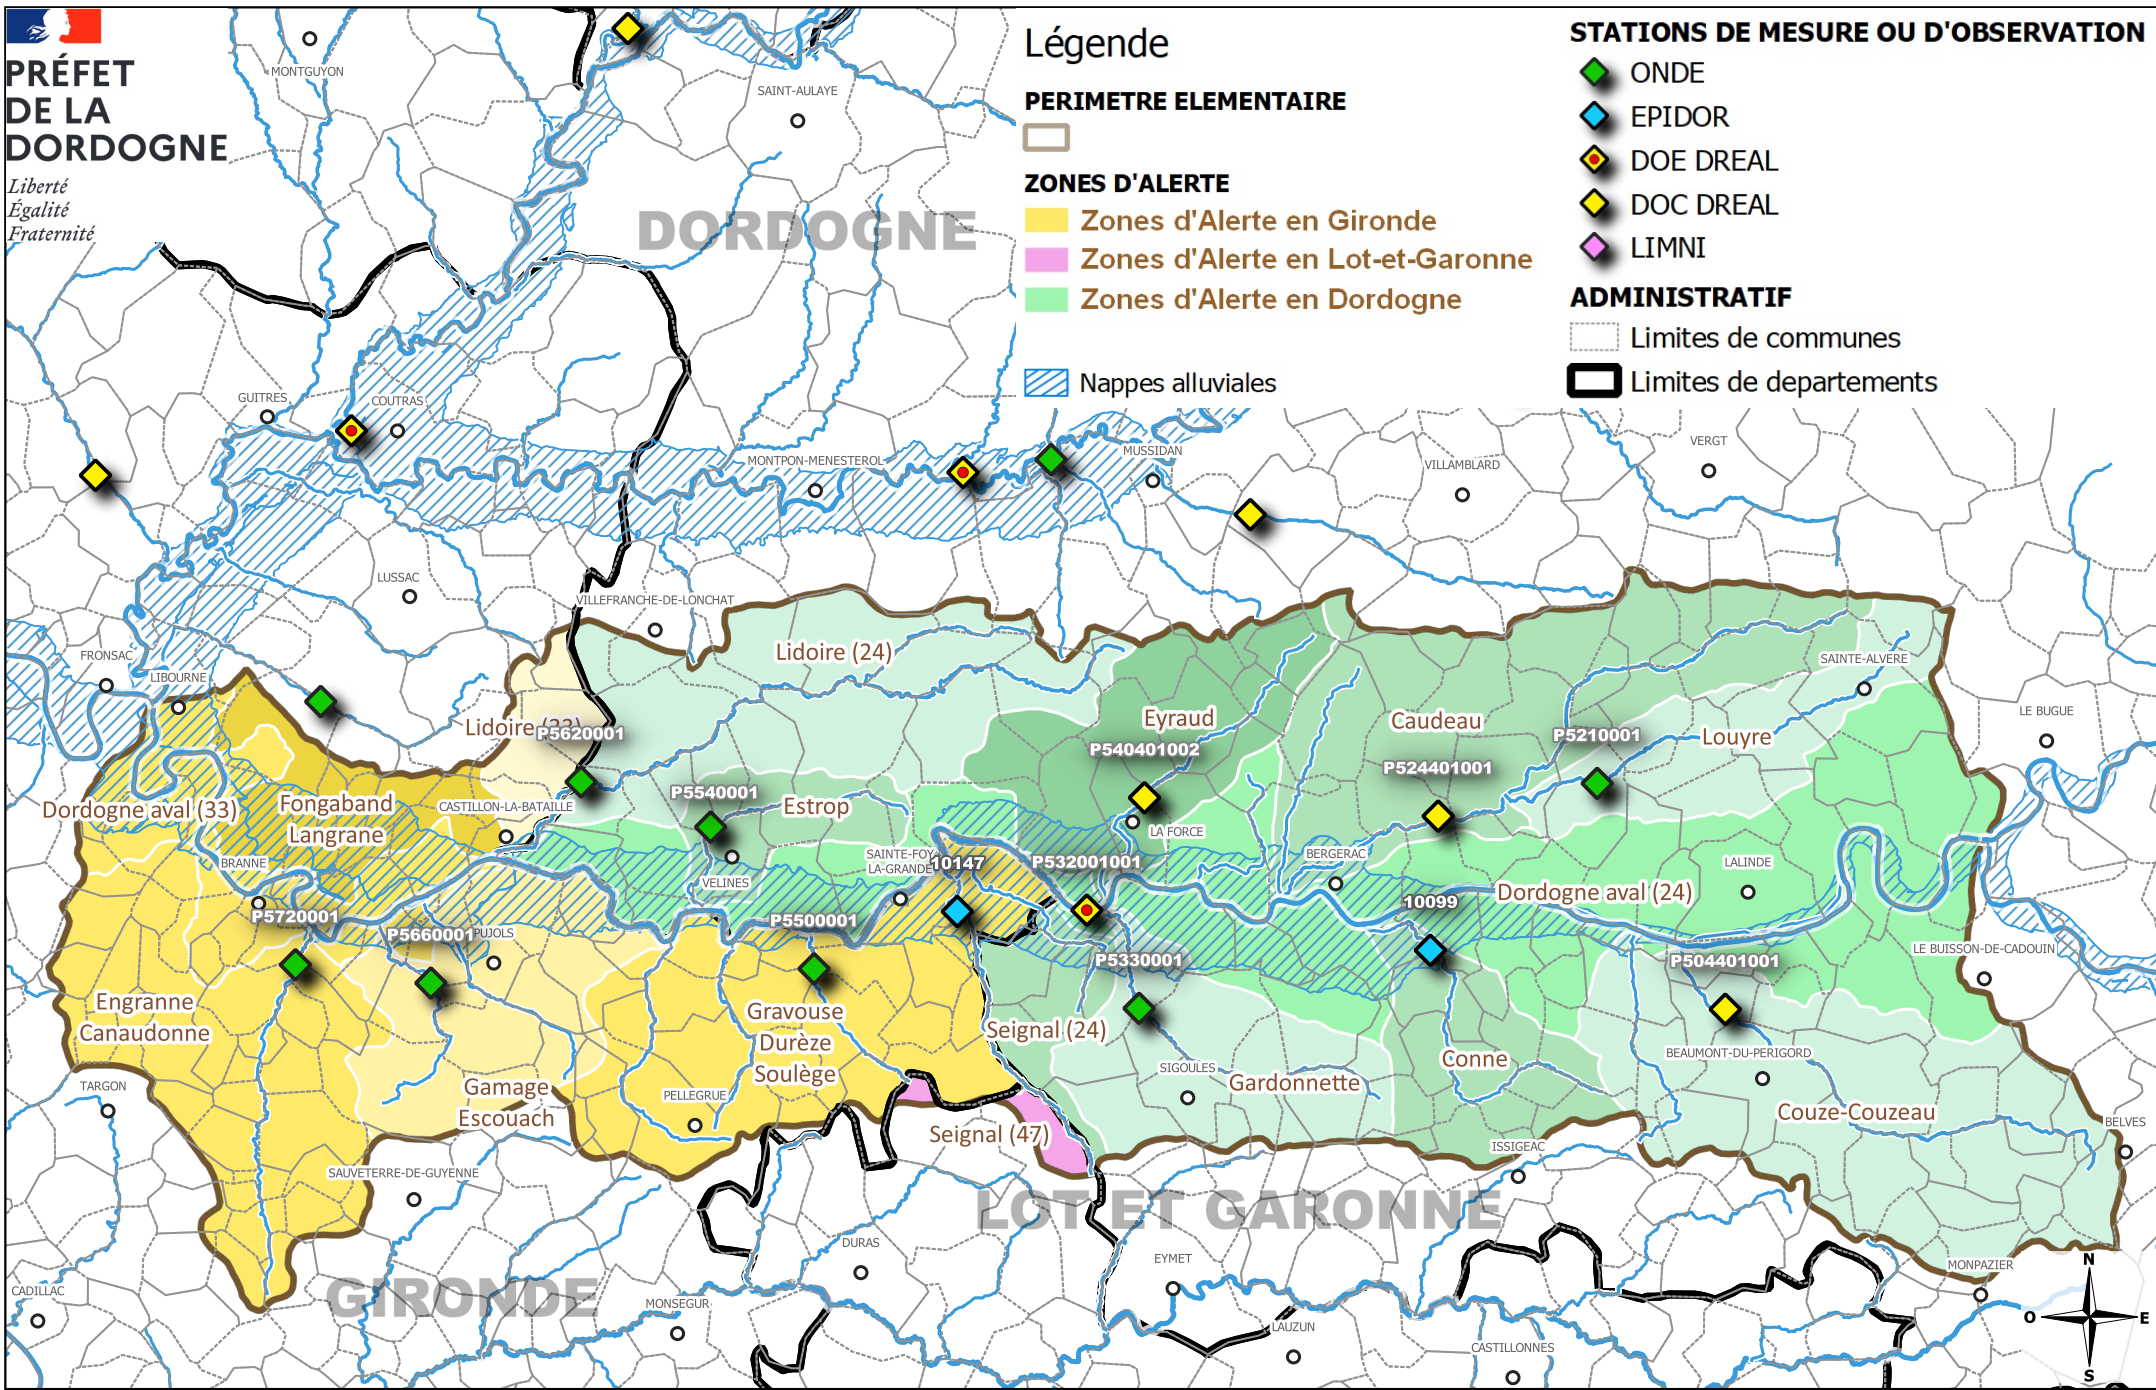 PRÉFET
DE LA
DORDOGNE
Liberté
Égalité
Fraternité
Légende
PERIMETRE ELEMENTAIRE
ZONES D'ALERTE
Zones d'Alerte en Gironde
Zones d'Alerte en Lot-et-Garonne
Zones d'Alerte en Dordogne
Nappes alluviales
STATIONS DE MESURE OU D'OBSERVATION
ONDE
EPIDOR
DOE DREAL
DOC DREAL
LIMNI
ADMINISTRATIF
Limites de communes
Limites de departements
MONTGUYON
SAINT-AULAYE
DORDOGNE
GUITRES
COUTRAS
MONTPON-MENESTEROL
MUSSIDAN
VILLAMBLARD
VERGT
LUSSAC
VILLEFRANCHE-DE-LONCHAT
FRONSAC
LIBOURNE
Lidoire (24)
SAINTE-ALVERE
LE BUGUE
Lidoire (33)
P5620001
Eyraud
P540401002
Caudeau
P524401001
P5210001
Louyre
P5540001
Estrop
Dordogne aval (33)
Fongaband
Langrane
CASTILLON-LA-BATAILLE
LA FORCE
BRANNE
SAINTE-FOY
LA-GRANDE
10147
P532001001
BERGERAC
LALINDE
VELINES
Dordogne aval (24)
10099
P5720001
P5660001
PUJOLS
P5500001
P5330001
P504401001
LE BUISSON-DE-CADOUIN
Engranne
Canaudonne
Gravouse
Durèze
Soulège
Seignal (24)
SIGOULES
Gardonnette
Conne
BEAUMONT-DU-PERIGORD
Couze-Couzeau
TARGON
Gamage
Escouach
PELLEGRUE
Seignal (47)
ISSIGEAC
BELVES
SAUVETERRE-DE-GUYENNE
LOT ET GARONNE
DURAS
EYMET
MONPAZIER
CADILLAC
GIRONDE
MONSEGUR
LAUZUN
CASTILLONNES
N
O
E
S